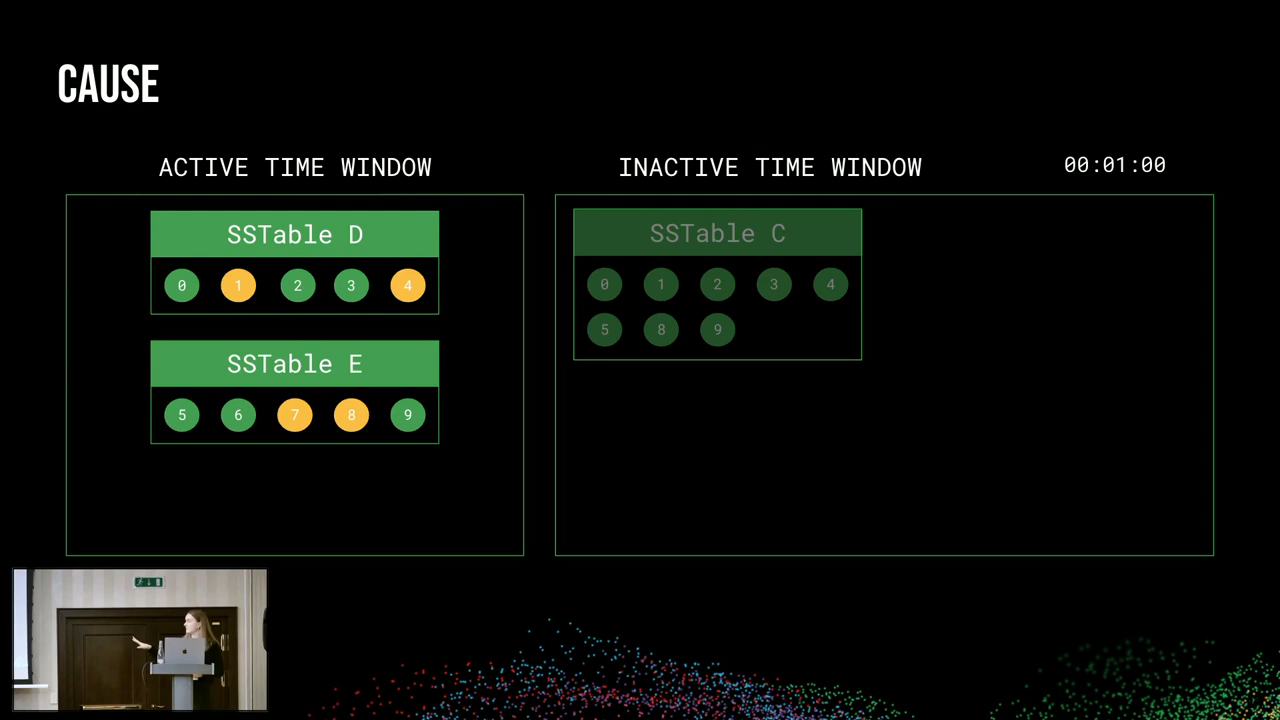 CAUSE
ACTIVE TIME WINDOW
INACTIVE TIME WINDOW
00:01:00
SSTable D
0 1 2 3 4
SSTable E
5 6 7 8 9
SSTable C
0 1 2 3 4
5 8 9